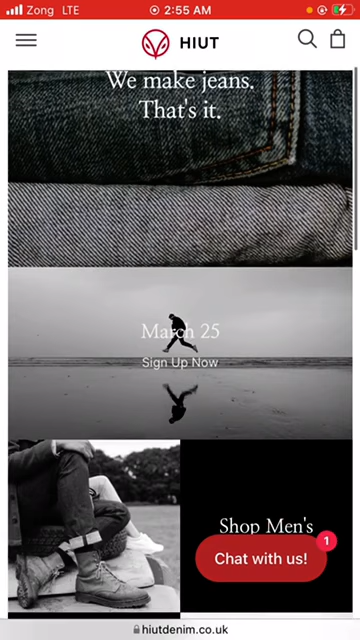 Zong LTE 2:55 AM
HIUT
We make jeans.
That's it.
March 25
Sign Up Now
Shop Men's
1
Chat with us!
hiutdenim.co.uk